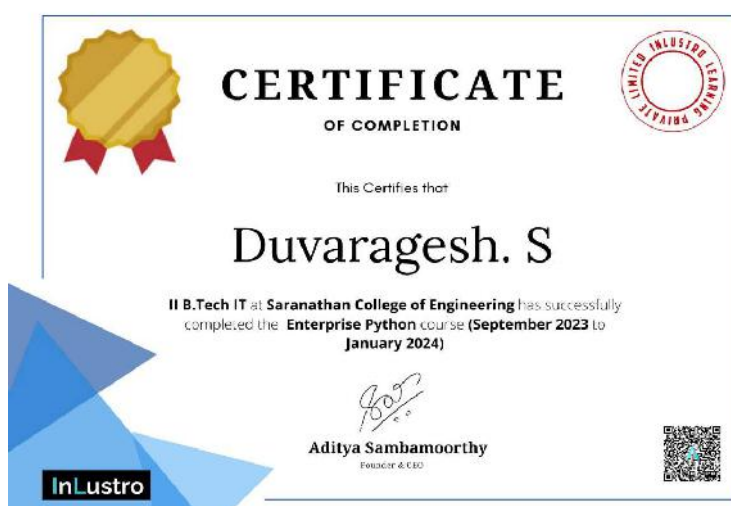 CERTIFICATE
OF COMPLETION
INLUSTRO LEARNING PRIVATE LIMITED
This Certifies that
Duvaragesh. S
II B.Tech IT at Saranathan College of Engineering has successfully
completed the Enterprise Python course (September 2023 to
January 2024)
Aditya Sambamoorthy
Founder & CEO
InLustro